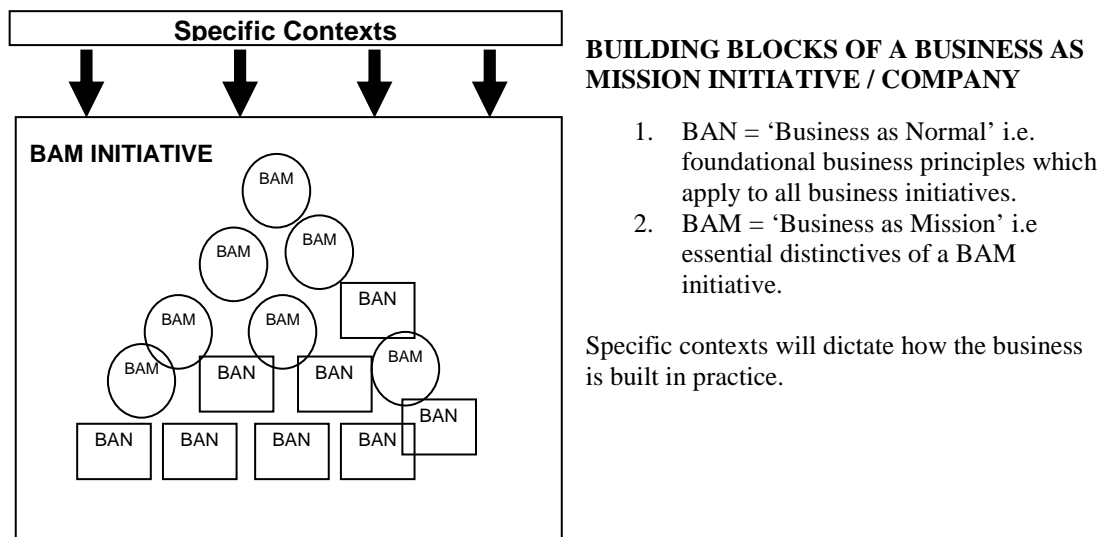 Specific Contexts
BAM INITIATIVE
BAM
BAM
BAM
BAN
BAM
BAM
BAM
BAN
BAN
BAM
BAN
BAN
BAN
BAN
BAN
BUILDING BLOCKS OF A BUSINESS AS
MISSION INITIATIVE / COMPANY
1. BAN = ‘Business as Normal’ i.e.
foundational business principles which
apply to all business initiatives.
2. BAM = ‘Business as Mission’ i.e
essential distinctives of a BAM
initiative.
Specific contexts will dictate how the business
is built in practice.